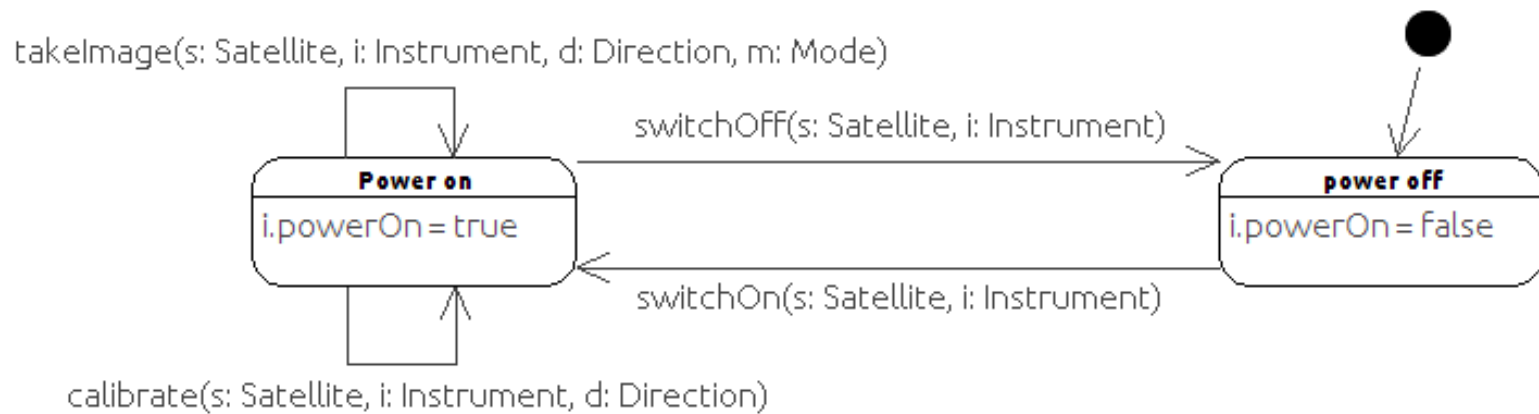 takeImage(s: Satellite, i: Instrument, d: Direction, m: Mode)
switchOff(s: Satellite, i: Instrument)
Power on
i.powerOn = true
power off
i.powerOn = false
switchOn(s: Satellite, i: Instrument)
calibrate(s: Satellite, i: Instrument, d: Direction)